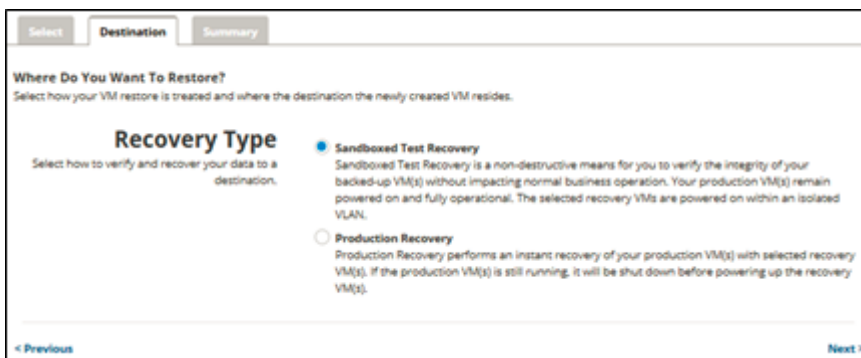 Select Destination Summary
Where Do You Want To Restore?
Select how your VM restore is treated and where the destination the newly created VM resides.
Recovery Type
Select how to verify and recover your data to a
destination.
Sandboxed Test Recovery
Sandboxed Test Recovery is a non-destructive means for you to verify the integrity of your
backed-up VM(s) without impacting normal business operation. Your production VM(s) remain
powered on and fully operational. The selected recovery VMs are powered on within an isolated
VLAN.
Production Recovery
Production Recovery performs an instant recovery of your production VM(s) with selected recovery
VM(s). If the production VM(s) is still running, it will be shut down before powering up the recovery
VM(s).
< Previous Next >